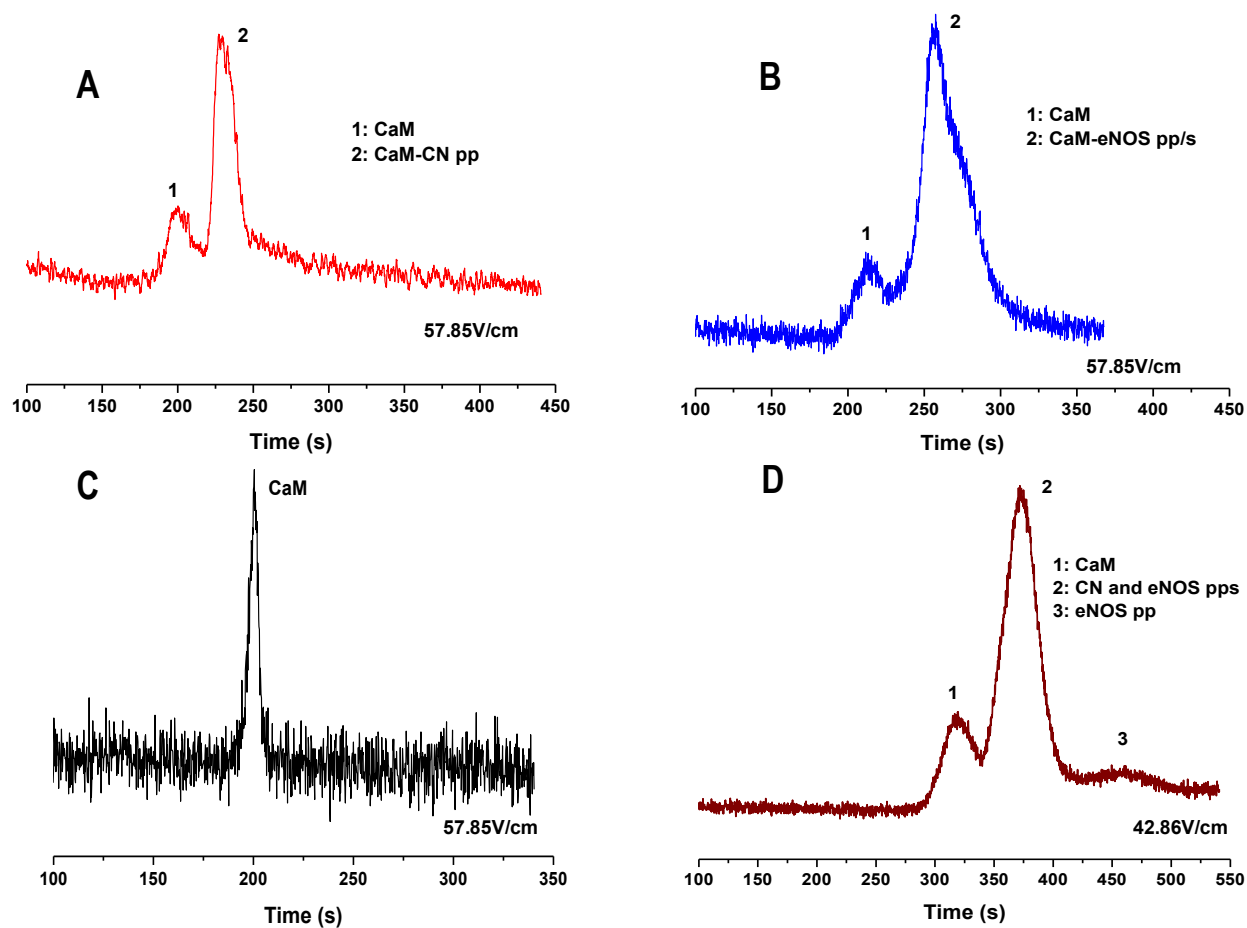 A
2
1
1: CaM
2: CaM-CN pp
57.85V/cm
100 150 200 250 300 350 400 450
Time (s)
B
2
1
1: CaM
2: CaM-eNOS pp/s
57.85V/cm
100 150 200 250 300 350 400 450
Time (s)
C
CaM
57.85V/cm
100 150 200 250 300 350
Time (s)
D
2
1
3
1: CaM
2: CN and eNOS pps
3: eNOS pp
42.86V/cm
100 150 200 250 300 350 400 450 500 550
Time (s)